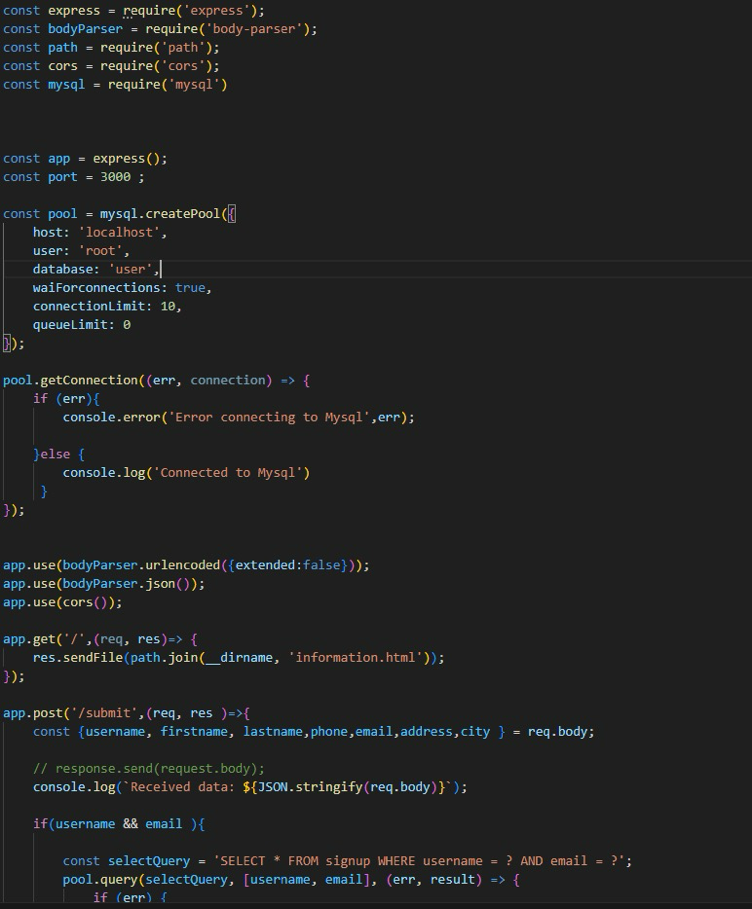 const express = require('express');
const bodyParser = require('body-parser');
const path = require('path');
const cors = require('cors');
const mysql = require('mysql')
const app = express();
const port = 3000 ;
const pool = mysql.createPool({
    host: 'localhost',
    user: 'root',
    database: 'user',
    waiForconnections: true,
    connectionLimit: 10,
    queueLimit: 0
});
pool.getConnection((err, connection) => {
    if (err){
        console.error('Error connecting to Mysql',err);
    }else {
        console.log('Connected to Mysql')
     }
});
app.use(bodyParser.urlencoded({extended:false}));
app.use(bodyParser.json());
app.use(cors());
app.get('/',(req, res)=> {
    res.sendFile(path.join(__dirname, 'information.html'));
});
app.post('/submit',(req, res )=>{
    const {username, firstname, lastname,phone,email,address,city } = req.body;
    // response.send(request.body);
    console.log(`Received data: ${JSON.stringify(req.body)}`);
    if(username && email ){
        const selectQuery = 'SELECT * FROM signup WHERE username = ? AND email = ?';
        pool.query(selectQuery, [username, email], (err, result) => {
            if (err) {